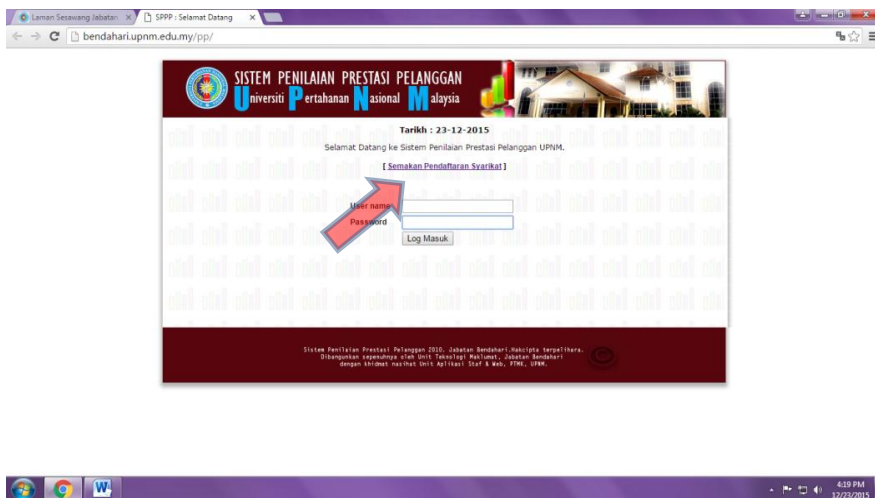 Laman Sesawang Jabatan
SPPP : Selamat Datang
bendahari.upnm.edu.my/pp/
SISTEM PENILAIAN PRESTASI PELANGGAN
Universiti Pertahanan Nasional Malaysia
Tarikh : 23-12-2015
Selamat Datang ke Sistem Penilaian Prestasi Pelanggan UPNM.
[ Semakan Pendaftaran Syarikat ]
User name
Password
Log Masuk
Sistem Penilaian Prestasi Pelanggan 2010. Jabatan Bendahari.Hakcipta terpelihara.
Dibangunkan sepenuhnya oleh Unit Teknologi Maklumat, Jabatan Bendahari
dengan khidmat nasihat Unit Aplikasi Staf & Web, PTMK, UPNM.
W
4:19 PM
12/23/2015